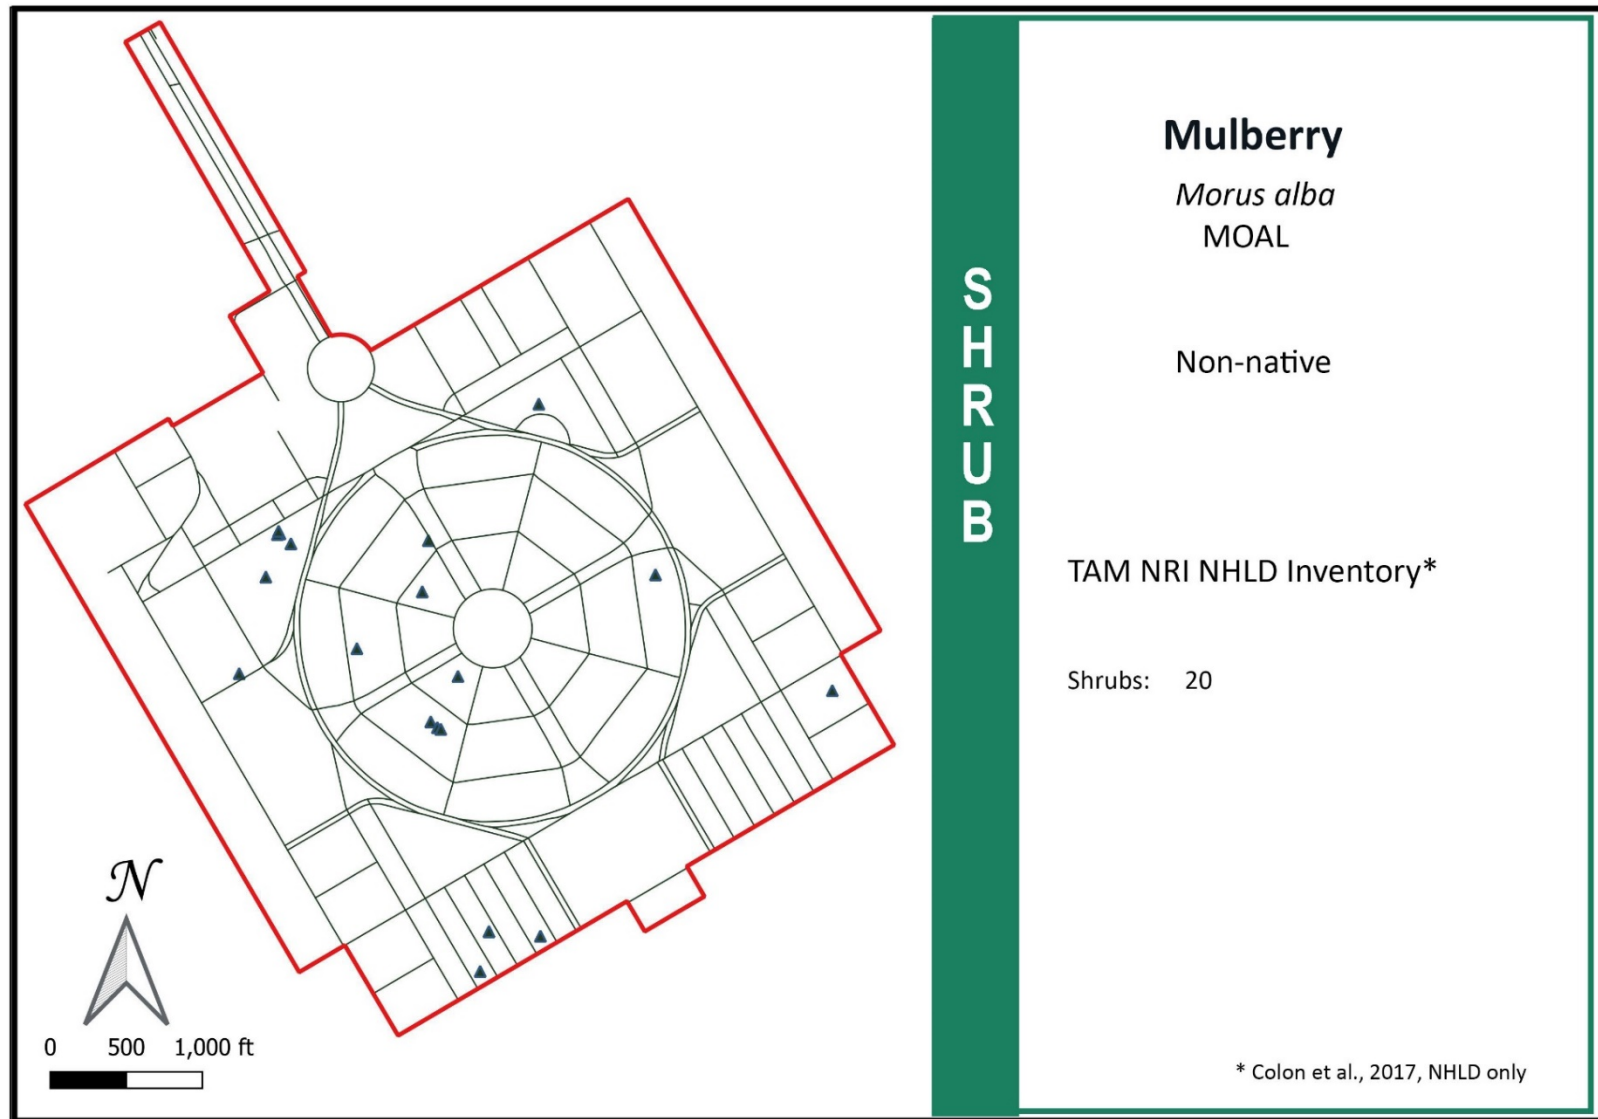 N
0 500 1,000 ft
SHRUB
Mulberry
Morus alba
MOAL
Non-native
TAM NRI NHLD Inventory*
Shrubs: 20
* Colon et al., 2017, NHLD only